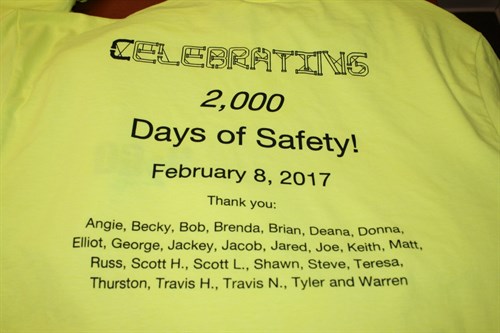 CELEBRATING
2,000
Days of Safety!
February 8, 2017
Thank you:
Angie, Becky, Bob, Brenda, Brian, Deana, Donna,
Elliot, George, Jackey, Jacob, Jared, Joe, Keith, Matt,
Russ, Scott H., Scott L., Shawn, Steve, Teresa,
Thurston, Travis H., Travis N., Tyler and Warren